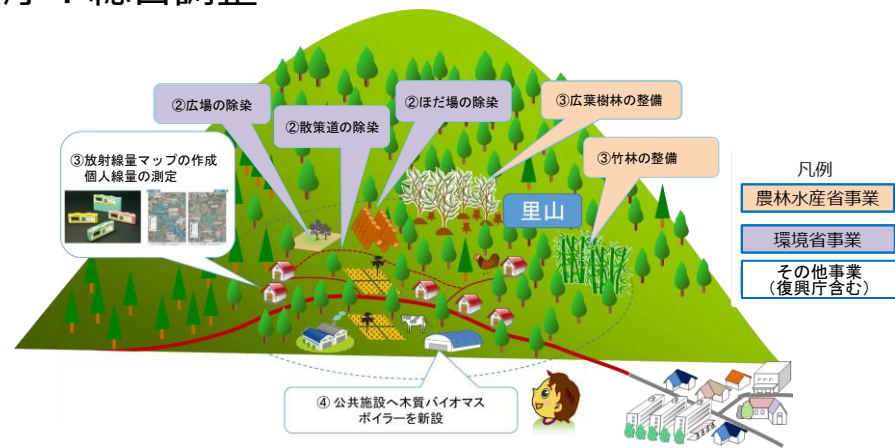 ②広場の除染
②散策道の除染
②ほだ場の除染
③広葉樹林の整備
③竹林の整備
③放射線量マップの作成
個人線量の測定
里山
凡例
農林水産省事業
環境省事業
その他事業
(復興庁含む)
④ 公共施設へ木質バイオマス
ボイラーを新設